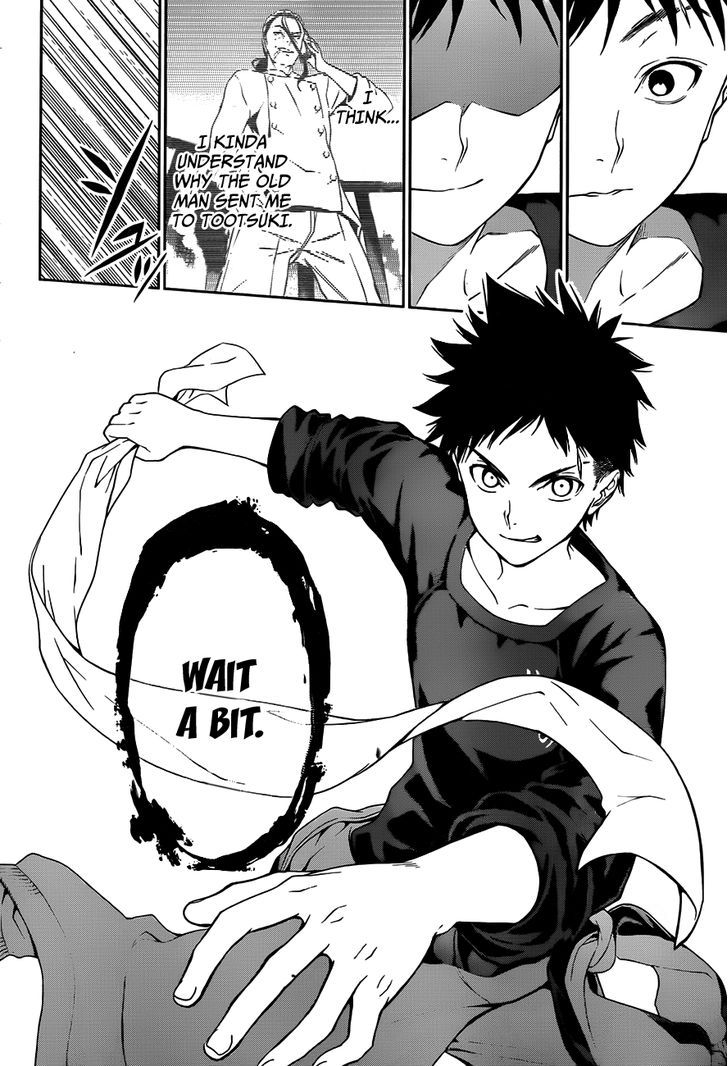 I
THINK...
I KINDA
UNDERSTAND
WHY THE OLD
MAN SENT ME
TO TOOTSUKI.
WAIT
A BIT.